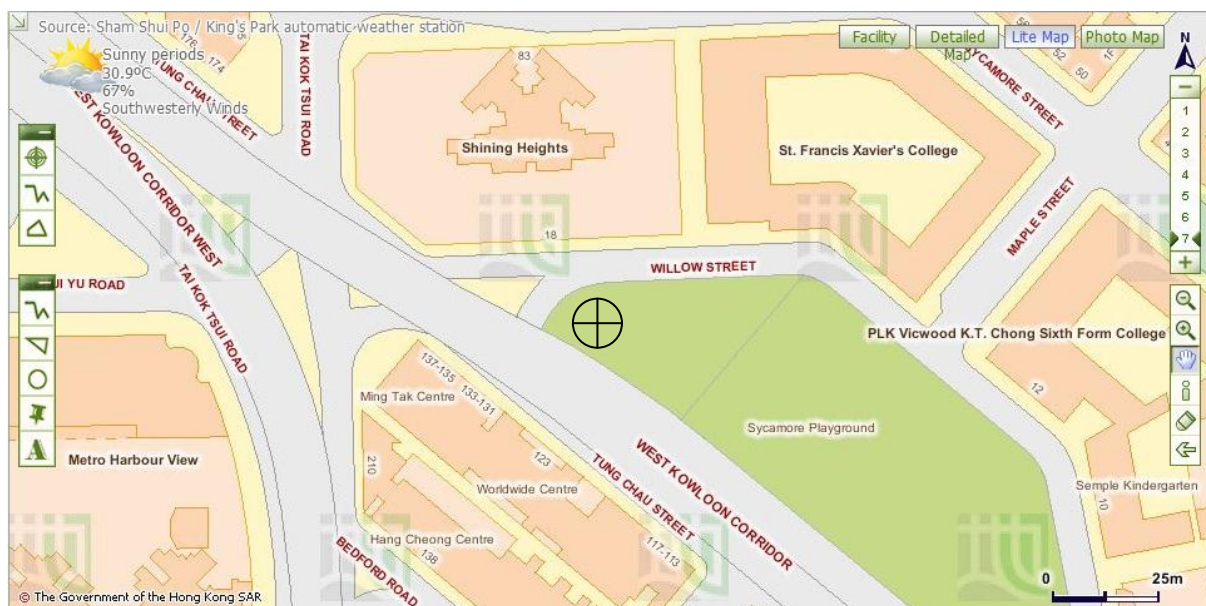 Source: Sham Shui Po / King's Park automatic weather station
Sunny periods
30.9ºC
67%
Southwesterly Winds
Facility
Detailed Map
Lite Map
Photo Map
N
176
174
TUNG CHAU STREET
TAI KOK TSUI ROAD
83
Shining Heights
18
St. Francis Xavier's College
SYCAMORE STREET
56
52
50
1F
MAPLE STREET
1
2
3
4
5
6
7
WEST KOWLOON CORRIDOR WEST
UI YU ROAD
TAI KOK TSUI ROAD
WILLOW STREET
PLK Vicwood K.T. Chong Sixth Form College
12
137-135
133-131
Ming Tak Centre
Sycamore Playground
A
Metro Harbour View
210
123
Worldwide Centre
TUNG CHAU STREET
WEST KOWLOON CORRIDOR
Semple Kindergarten
10
Hang Cheong Centre
138
117-113
BEDFORD ROAD
0
25m
© The Government of the Hong Kong SAR